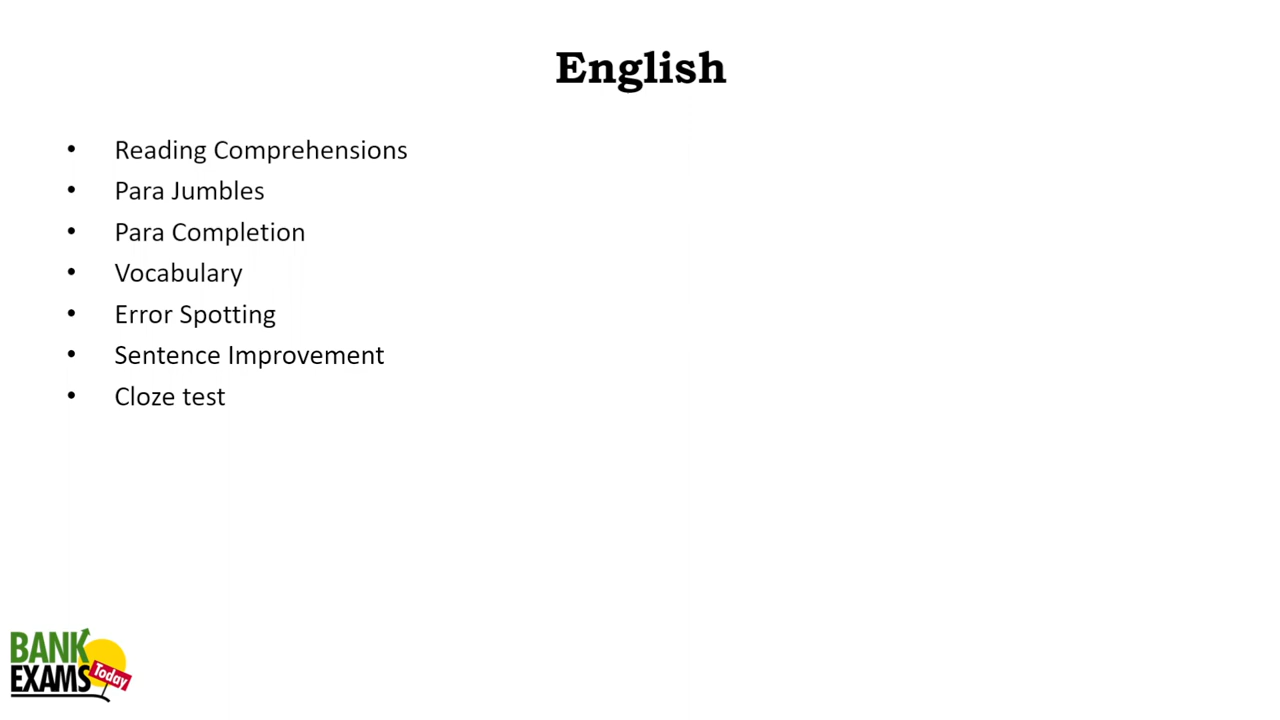 English
• Reading Comprehensions
• Para Jumbles
• Para Completion
• Vocabulary
• Error Spotting
• Sentence Improvement
• Cloze test
BANK
EXAMS Today